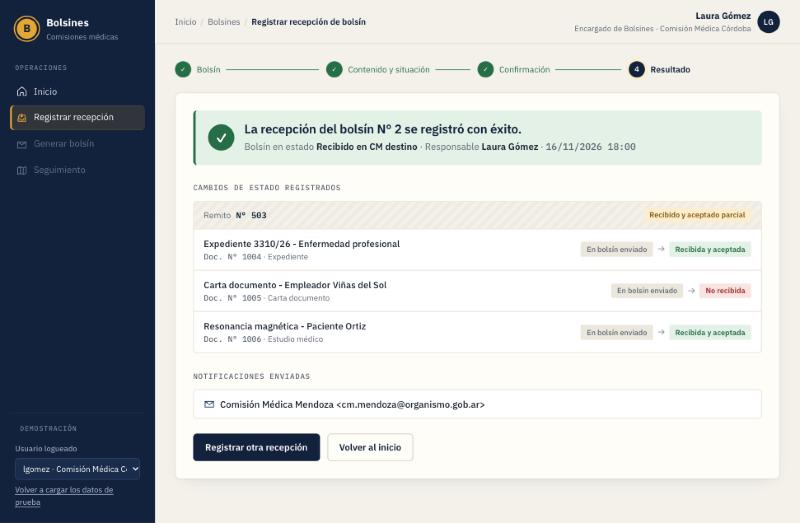 B
Bolsines
Comisiones médicas
OPERACIONES
Inicio
Registrar recepción
Generar bolsín
Seguimiento
DEMOSTRACIÓN
Usuario logueado
lgomez · Comisión Médica C
Volver a cargar los datos de
prueba
Inicio / Bolsines / Registrar recepción de bolsín
Laura Gómez
Encargado de Bolsines · Comisión Médica Córdoba
LG
Bolsín
Contenido y situación
Confirmación
4 Resultado
La recepción del bolsín N° 2 se registró con éxito.
Bolsín en estado Recibido en CM destino · Responsable Laura Gómez · 16/11/2026 18:00
CAMBIOS DE ESTADO REGISTRADOS
Remito N° 503
Recibido y aceptado parcial
Expediente 3310/26 - Enfermedad profesional
Doc. N° 1004 · Expediente
En bolsín enviado → Recibida y aceptada
Carta documento - Empleador Viñas del Sol
Doc. N° 1005 · Carta documento
En bolsín enviado → No recibida
Resonancia magnética - Paciente Ortiz
Doc. N° 1006 · Estudio médico
En bolsín enviado → Recibida y aceptada
NOTIFICACIONES ENVIADAS
Comisión Médica Mendoza <cm.mendoza@organismo.gob.ar>
Registrar otra recepción
Volver al inicio